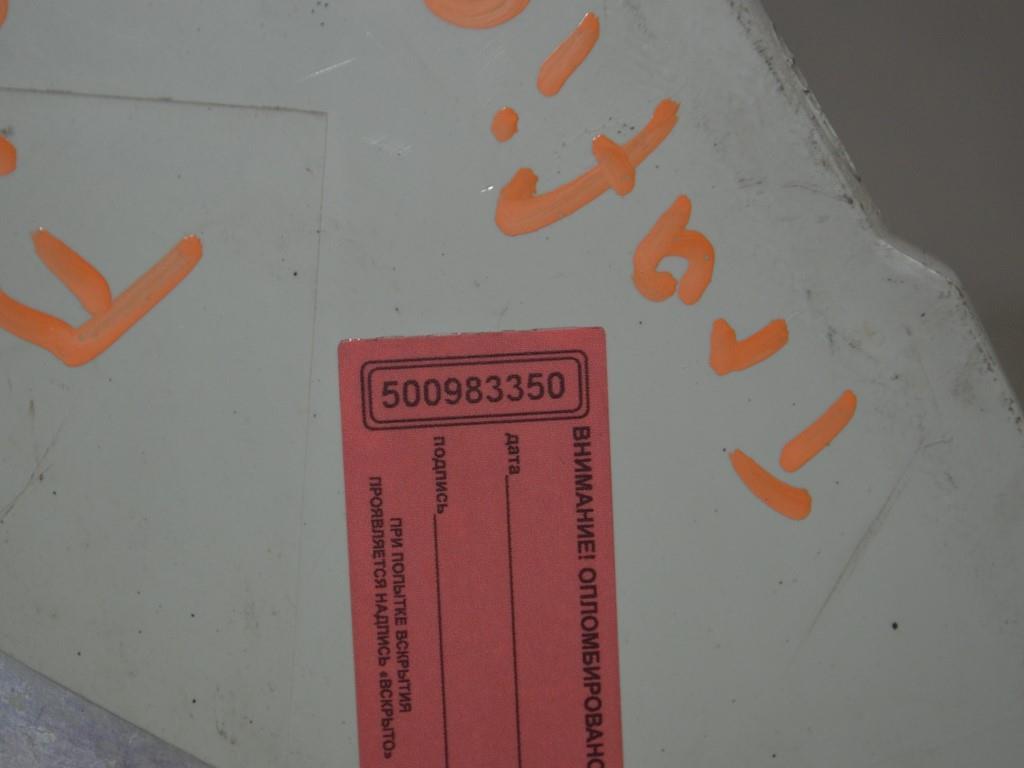 500983350
ВНИМАНИЕ! ОПЛОМБИРОВАНО
дата
подпись
ПРИ ПОПЫТКЕ ВСКРЫТИЯ
ПРОЯВЛЯЕТСЯ НАДПИСЬ «ВСКРЫТО»